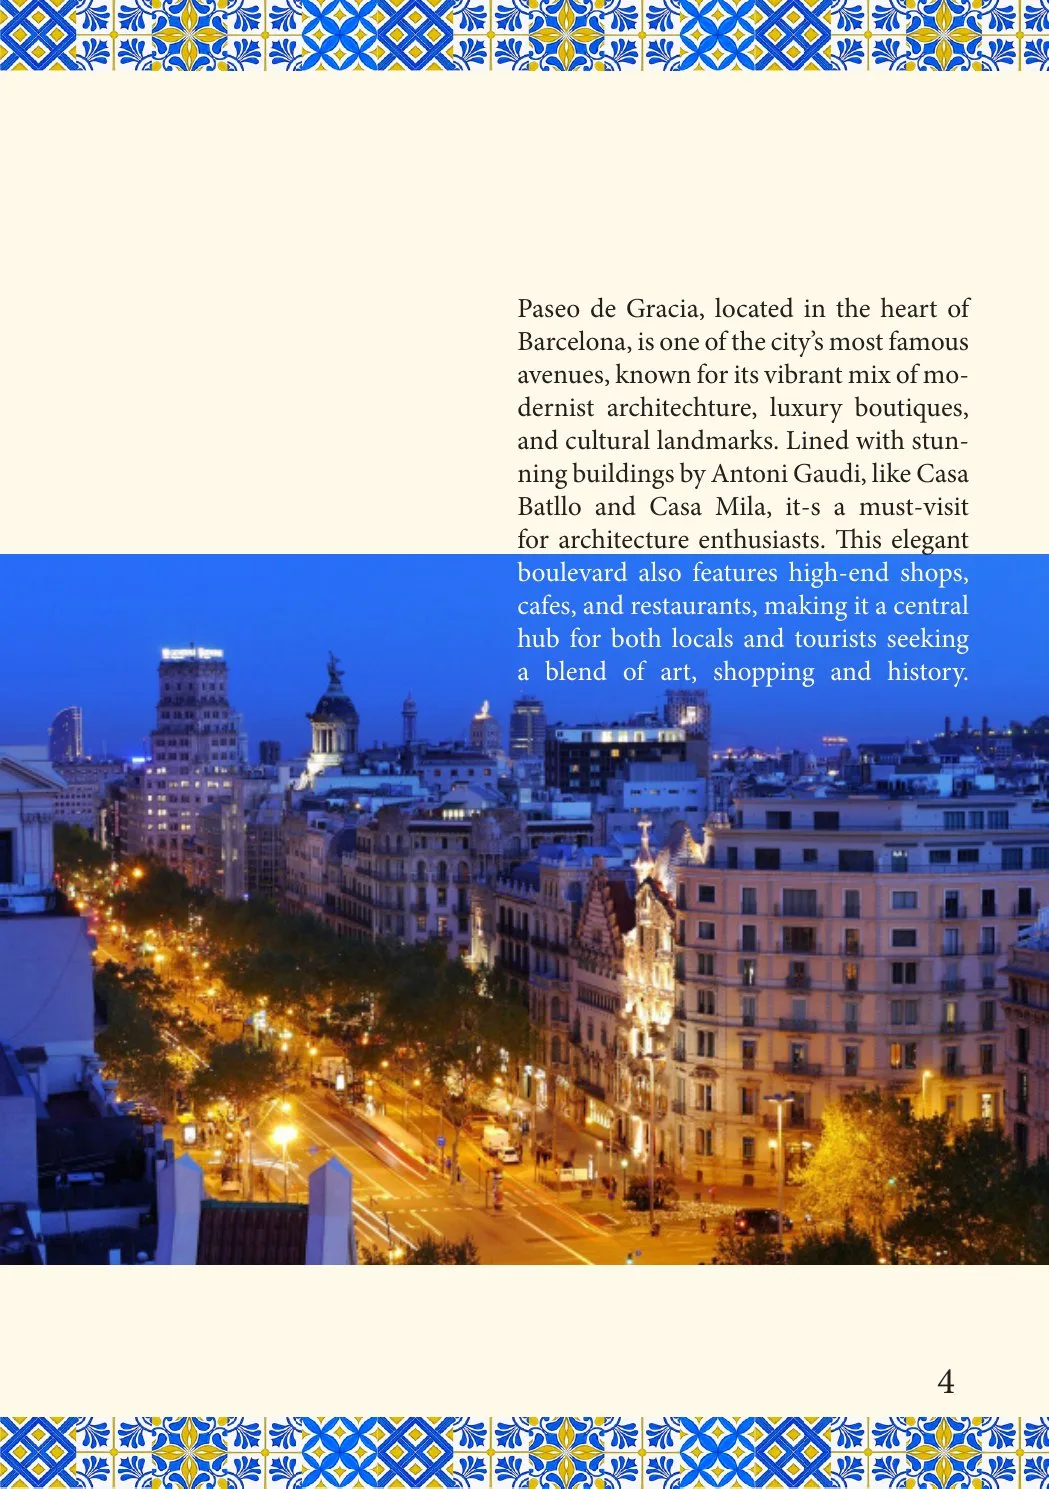 Paseo de Gracia, located in the heart of
Barcelona, is one of the city’s most famous
avenues, known for its vibrant mix of mo-
dernist architechture, luxury boutiques,
and cultural landmarks. Lined with stun-
ning buildings by Antoni Gaudi, like Casa
Batllo and Casa Mila, it-s a must-visit
for architecture enthusiasts. This elegant
boulevard also features high-end shops,
cafes, and restaurants, making it a central
hub for both locals and tourists seeking
a blend of art, shopping and history.
4